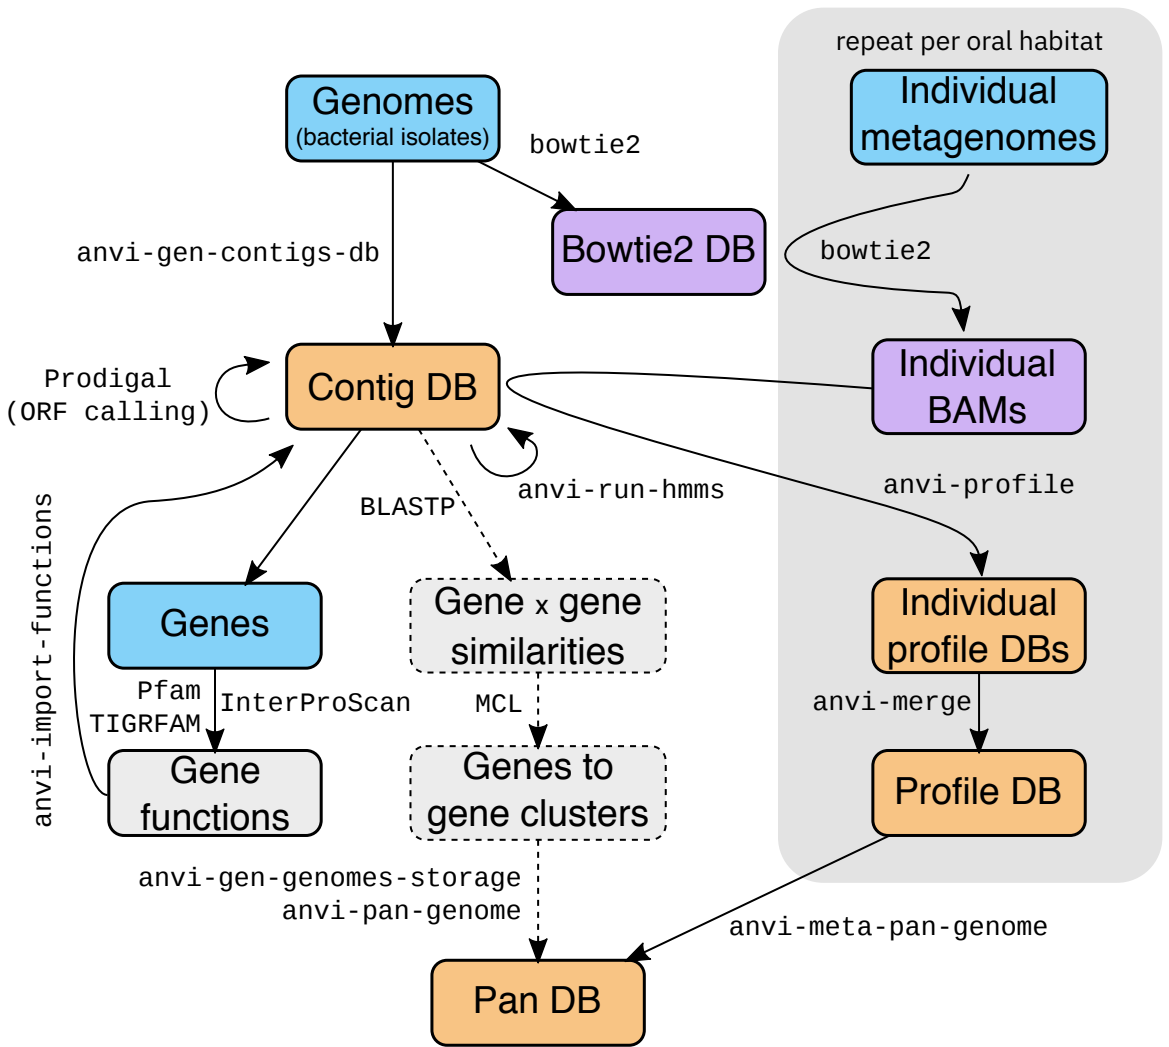 repeat per oral habitat
Genomes
(bacterial isolates)
Individual
metagenomes
bowtie2
Bowtie2 DB
bowtie2
anvi-gen-contigs-db
Contig DB
Individual
BAMs
Prodigal
(ORF calling)
anvi-run-hmms
anvi-profile
BLASTP
anvi-import-functions
Genes
Gene x gene
similarities
Individual
profile DBs
Pfam
TIGRFAM
InterProScan
MCL
anvi-merge
Gene
functions
Genes to
gene clusters
Profile DB
anvi-gen-genomes-storage
anvi-pan-genome
anvi-meta-pan-genome
Pan DB